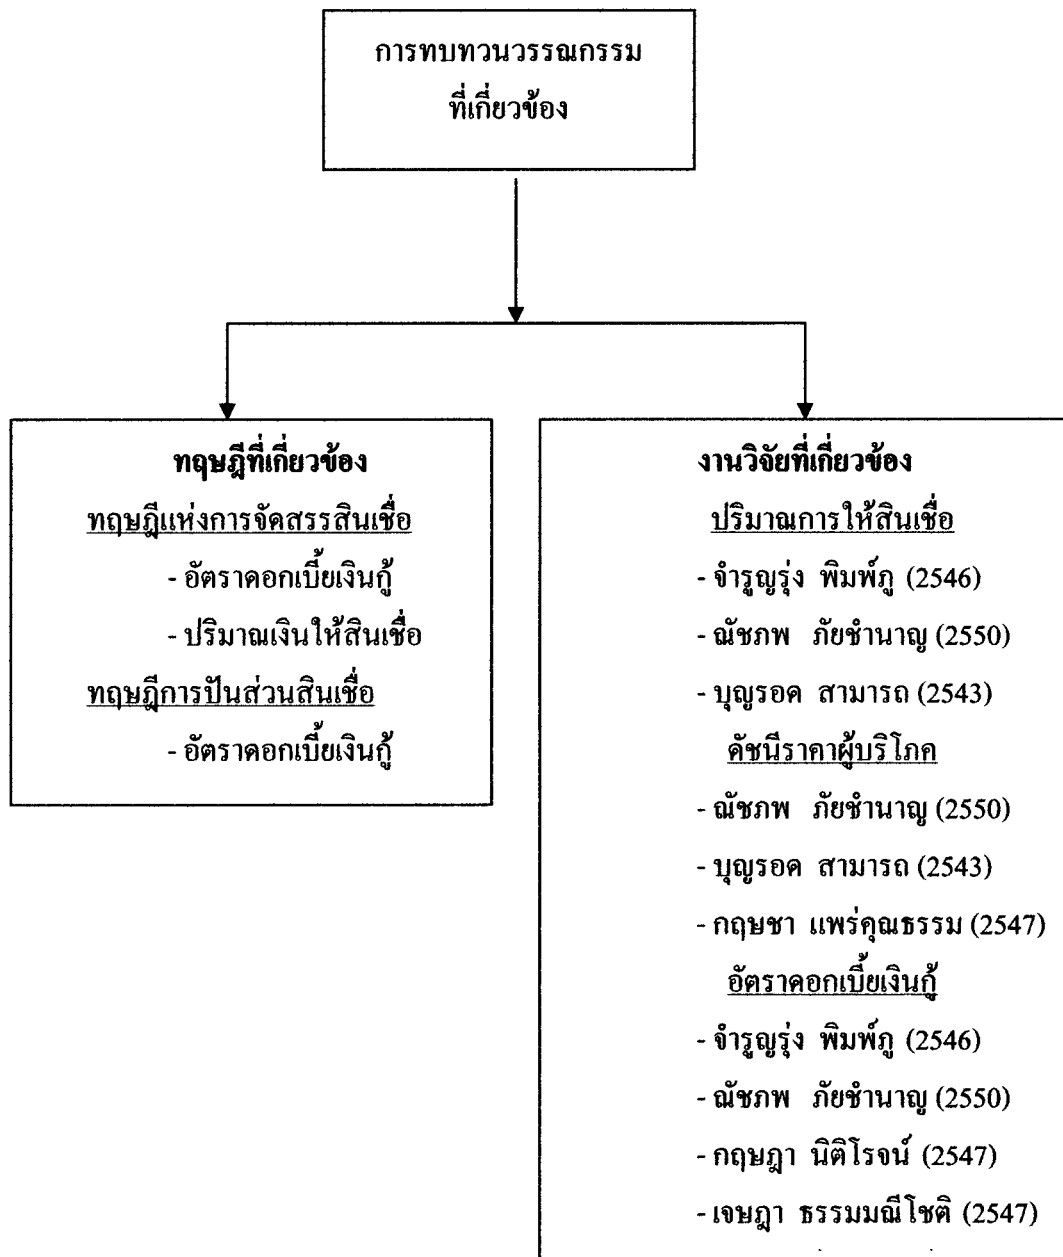 การทบทวนวรรณกรรม
ที่เกี่ยวข้อง
ทฤษฎีที่เกี่ยวข้อง
ทฤษฎีแห่งการจัดสรรสินเชื่อ
- อัตราดอกเบี้ยเงินกู้
- ปริมาณเงินให้สินเชื่อ
ทฤษฎีการปันส่วนสินเชื่อ
- อัตราดอกเบี้ยเงินกู้
งานวิจัยที่เกี่ยวข้อง
ปริมาณการให้สินเชื่อ
- จำรูญรุ่ง พิมพ์ภู (2546)
- ณัชภพ ภัยชำนาญ (2550)
- บุญรอด สามารถ (2543)
ดัชนีราคาผู้บริโภค
- ณัชภพ ภัยชำนาญ (2550)
- บุญรอด สามารถ (2543)
- กฤษชา แพร่คุณธรรม (2547)
อัตราดอกเบี้ยเงินกู้
- จำรูญรุ่ง พิมพ์ภู (2546)
- ณัชภพ ภัยชำนาญ (2550)
- กฤษฎา นิติโรจน์ (2547)
- เจษฎา ธรรมมณีโชติ (2547)